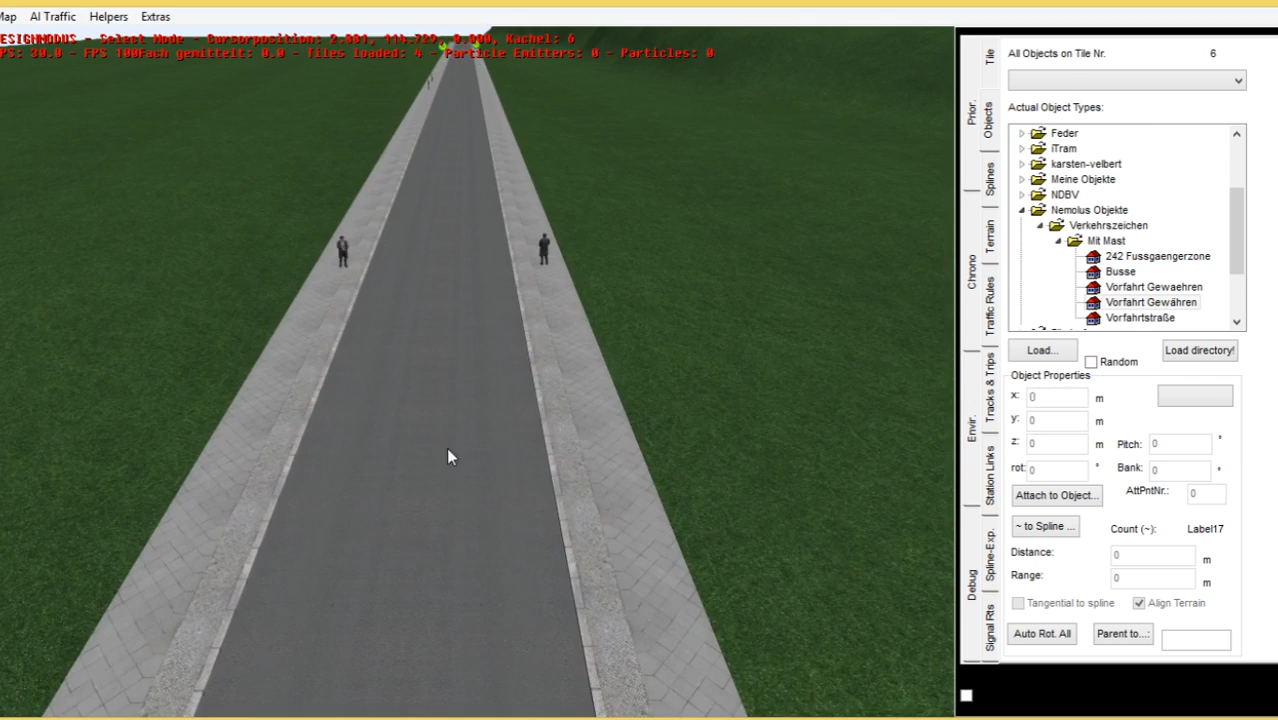 Map AI Traffic Helpers Extras
ESIGNMODUS - Select Mode - Cursorposition: 2.001, 114.729, 0.000, Kachel: 6
PS: 30.0 - FPS 100Fach gemittelt: 0.0 - Tiles loaded: 4 - Particle Emitters: 0 - Particles: 0
Tile
Objects
Splines
Terrain
Traffic Rules
Tracks & Trips
Station Links
Spline-Exp.
Signal Rts
Prior.
Chrono
Envir.
Debug
All Objects on Tile Nr. 6
Actual Object Types:
Feder
iTram
karsten-velbert
Meine Objekte
NDBV
Nemolus Objekte
Verkehrszeichen
Mit Mast
242 Fussgaengerzone
Busse
Vorfahrt Gewaehren
Vorfahrt Gewähren
Vorfahrtstraße
Load... Random Load directory!
Object Properties
x: 0 m
y: 0 m
z: 0 m Pitch: 0 °
rot: 0 ° Bank: 0 °
Attach to Object... AttPntNr.: 0
~ to Spline ... Count (~): Label17
Distance: 0 m
Range: 0 m
Tangential to spline Align Terrain
Auto Rot. All Parent to...: